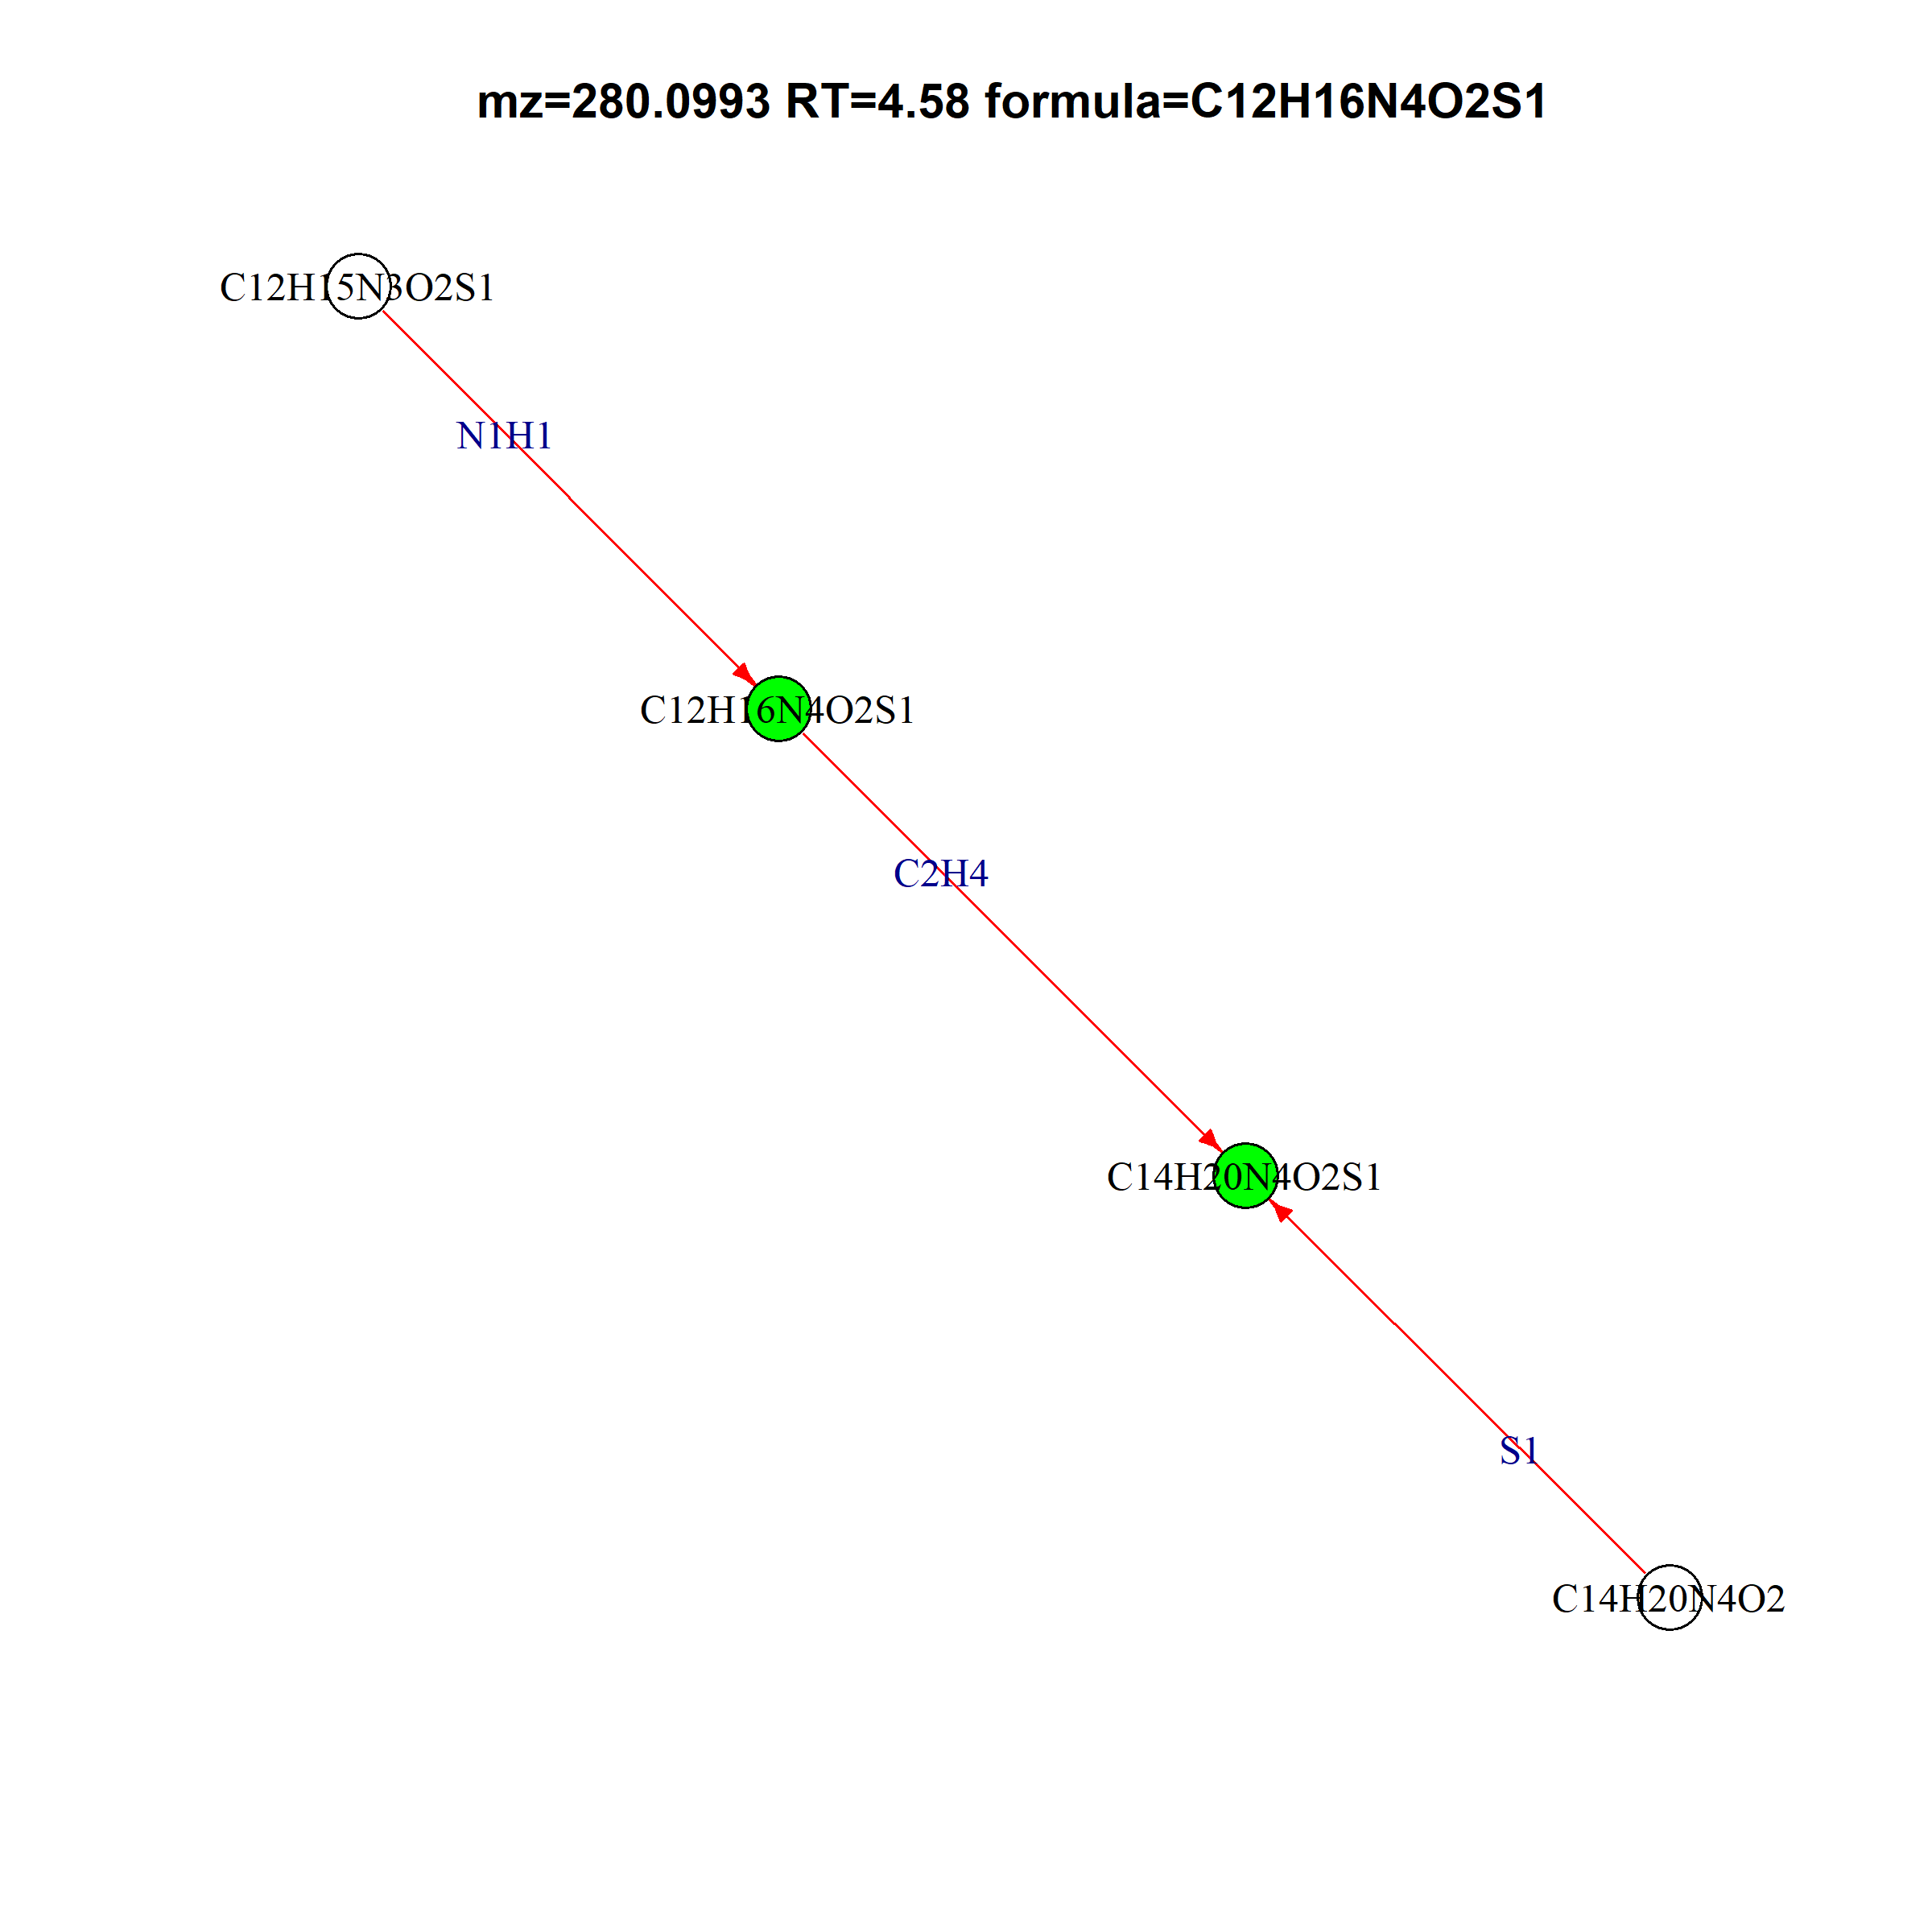 mz=280.0993 RT=4.58 formula=C12H16N4O2S1
C12H15N3O2S1
N1H1
C12H16N4O2S1
C2H4
C14H20N4O2S1
S1
C14H20N4O2